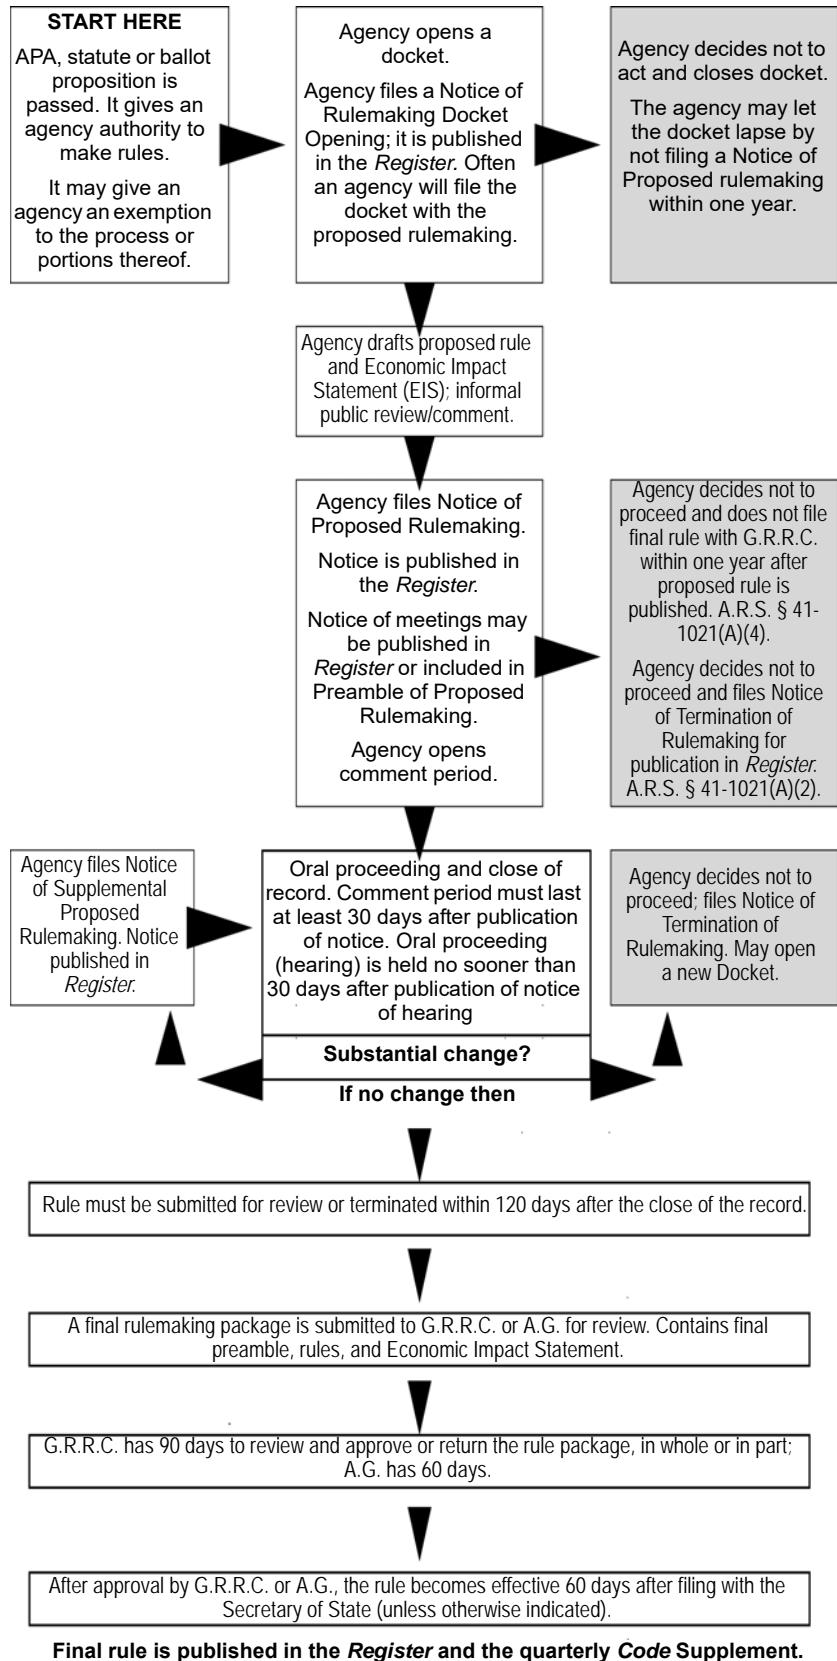 START HERE
APA, statute or ballot
proposition is
passed. It gives an
agency authority to
make rules.
It may give an
agency an exemption
to the process or
portions thereof.
Agency opens a
docket.
Agency files a Notice of
Rulemaking Docket
Opening; it is published
in the Register. Often
an agency will file the
docket with the
proposed rulemaking.
Agency decides not to
act and closes docket.
The agency may let
the docket lapse by
not filing a Notice of
Proposed rulemaking
within one year.
Agency drafts proposed rule
and Economic Impact
Statement (EIS); informal
public review/comment.
Agency files Notice of
Proposed Rulemaking.
Notice is published in
the Register.
Notice of meetings may
be published in
Register or included in
Preamble of Proposed
Rulemaking.
Agency opens
comment period.
Agency decides not to
proceed and does not file
final rule with G.R.R.C.
within one year after
proposed rule is
published. A.R.S. § 41-
1021(A)(4).
Agency decides not to
proceed and files Notice
of Termination of
Rulemaking for
publication in Register.
A.R.S. § 41-1021(A)(2).
Agency files Notice
of Supplemental
Proposed
Rulemaking. Notice
published in
Register.
Oral proceeding and close of
record. Comment period must last
at least 30 days after publication
of notice. Oral proceeding
(hearing) is held no sooner than
30 days after publication of notice
of hearing
Agency decides not to
proceed; files Notice of
Termination of
Rulemaking. May open
a new Docket.
Substantial change?
If no change then
Rule must be submitted for review or terminated within 120 days after the close of the record.
A final rulemaking package is submitted to G.R.R.C. or A.G. for review. Contains final
preamble, rules, and Economic Impact Statement.
G.R.R.C. has 90 days to review and approve or return the rule package, in whole or in part;
A.G. has 60 days.
After approval by G.R.R.C. or A.G., the rule becomes effective 60 days after filing with the
Secretary of State (unless otherwise indicated).
Final rule is published in the Register and the quarterly Code Supplement.